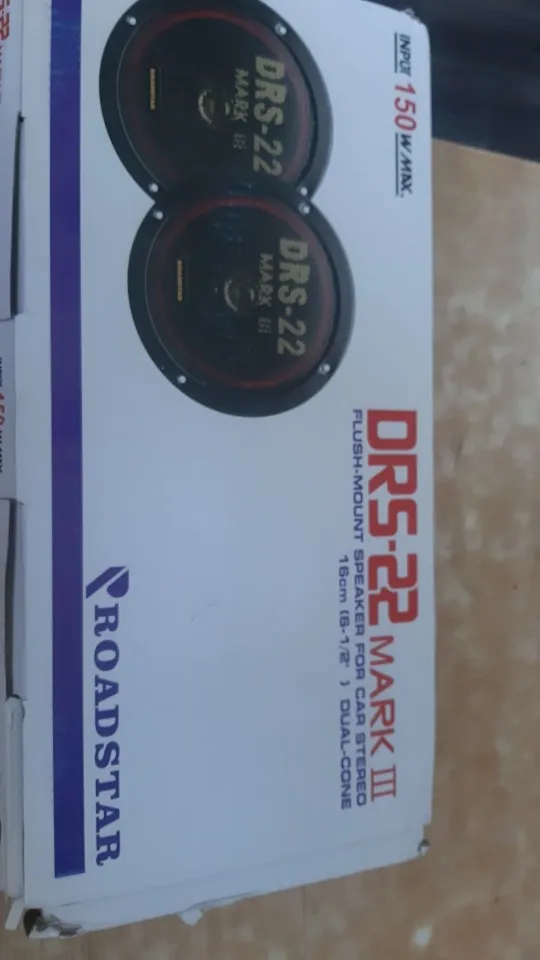 INPUT 150 W MAX.
DRS-22
MARK III
DRS-22
MARK III
DRS-22 MARK III
FLUSH-MOUNT SPEAKER FOR CAR STEREO
16cm (6-1/2" ) DUAL-CONE
ROADSTAR